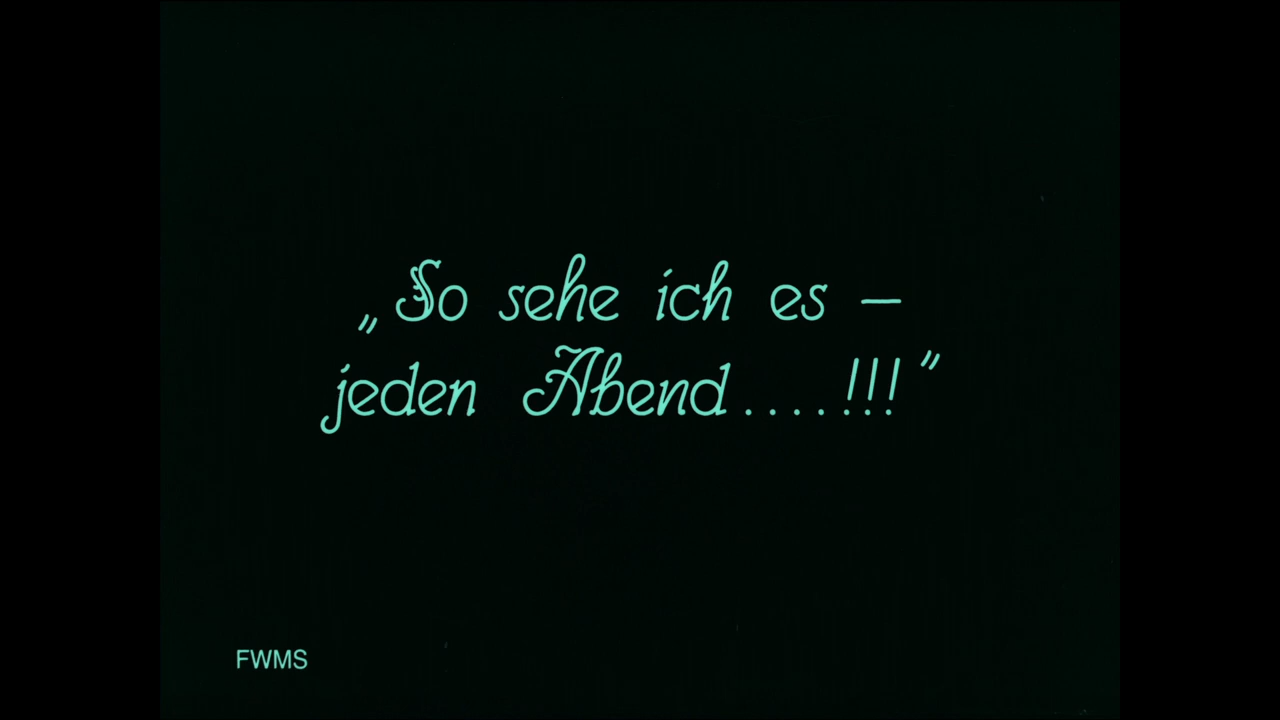 „So sehe ich es –
jeden Abend....!!!”
FWMS